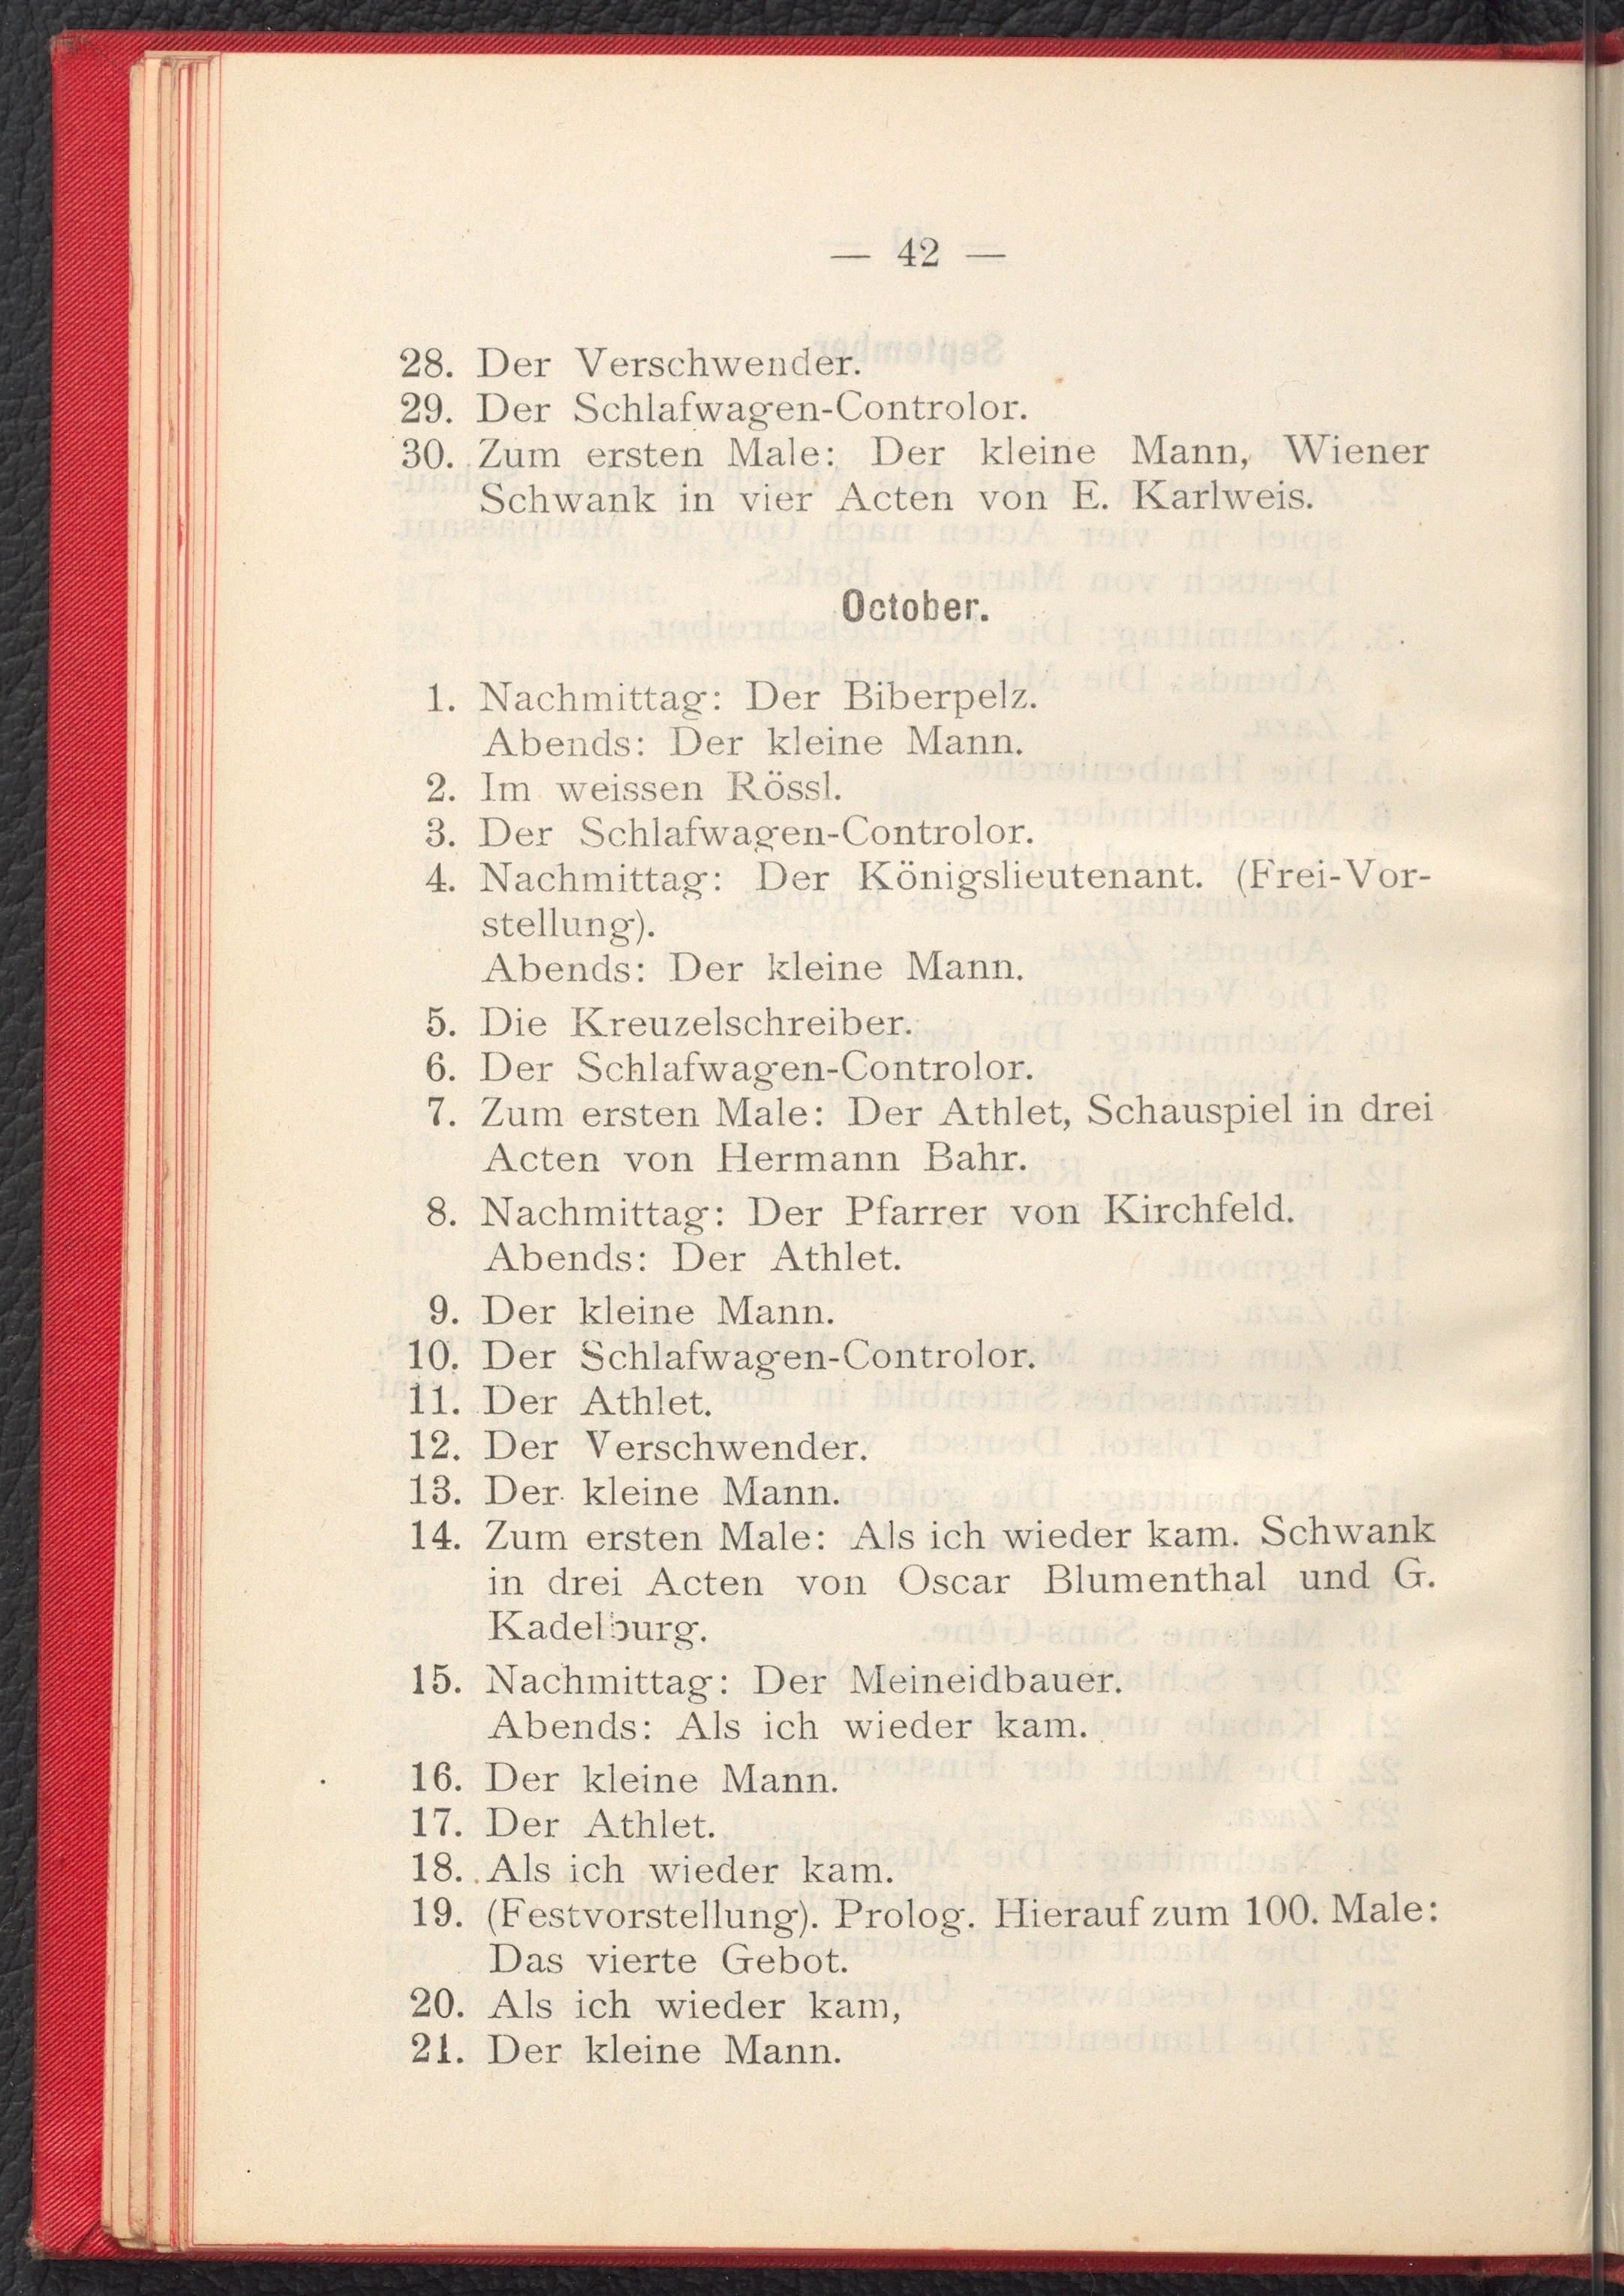 — 42 —
28. Der Verschwender.
29. Der Schlafwagen-Controlor.
30. Zum ersten Male: Der kleine Mann, Wiener
Schwank in vier Acten von E. Karlweis.
October.
1. Nachmittag: Der Biberpelz.
Abends: Der kleine Mann.
2. Im weissen Rössl.
3. Der Schlafwagen-Controlor.
4. Nachmittag: Der Königslieutenant. (Frei-Vor-
stellung).
Abends: Der kleine Mann.
5. Die Kreuzelschreiber.
6. Der Schlafwagen-Controlor.
7. Zum ersten Male: Der Athlet, Schauspiel in drei
Acten von Hermann Bahr.
8. Nachmittag: Der Pfarrer von Kirchfeld.
Abends: Der Athlet.
9. Der kleine Mann.
10. Der Schlafwagen-Controlor.
11. Der Athlet.
12. Der Verschwender.
13. Der kleine Mann.
14. Zum ersten Male: Als ich wieder kam. Schwank
in drei Acten von Oscar Blumenthal und G.
Kadelburg.
15. Nachmittag: Der Meineidbauer.
Abends: Als ich wieder kam.
16. Der kleine Mann.
17. Der Athlet.
18. Als ich wieder kam.
19. (Festvorstellung). Prolog. Hierauf zum 100. Male:
Das vierte Gebot.
20. Als ich wieder kam,
21. Der kleine Mann.